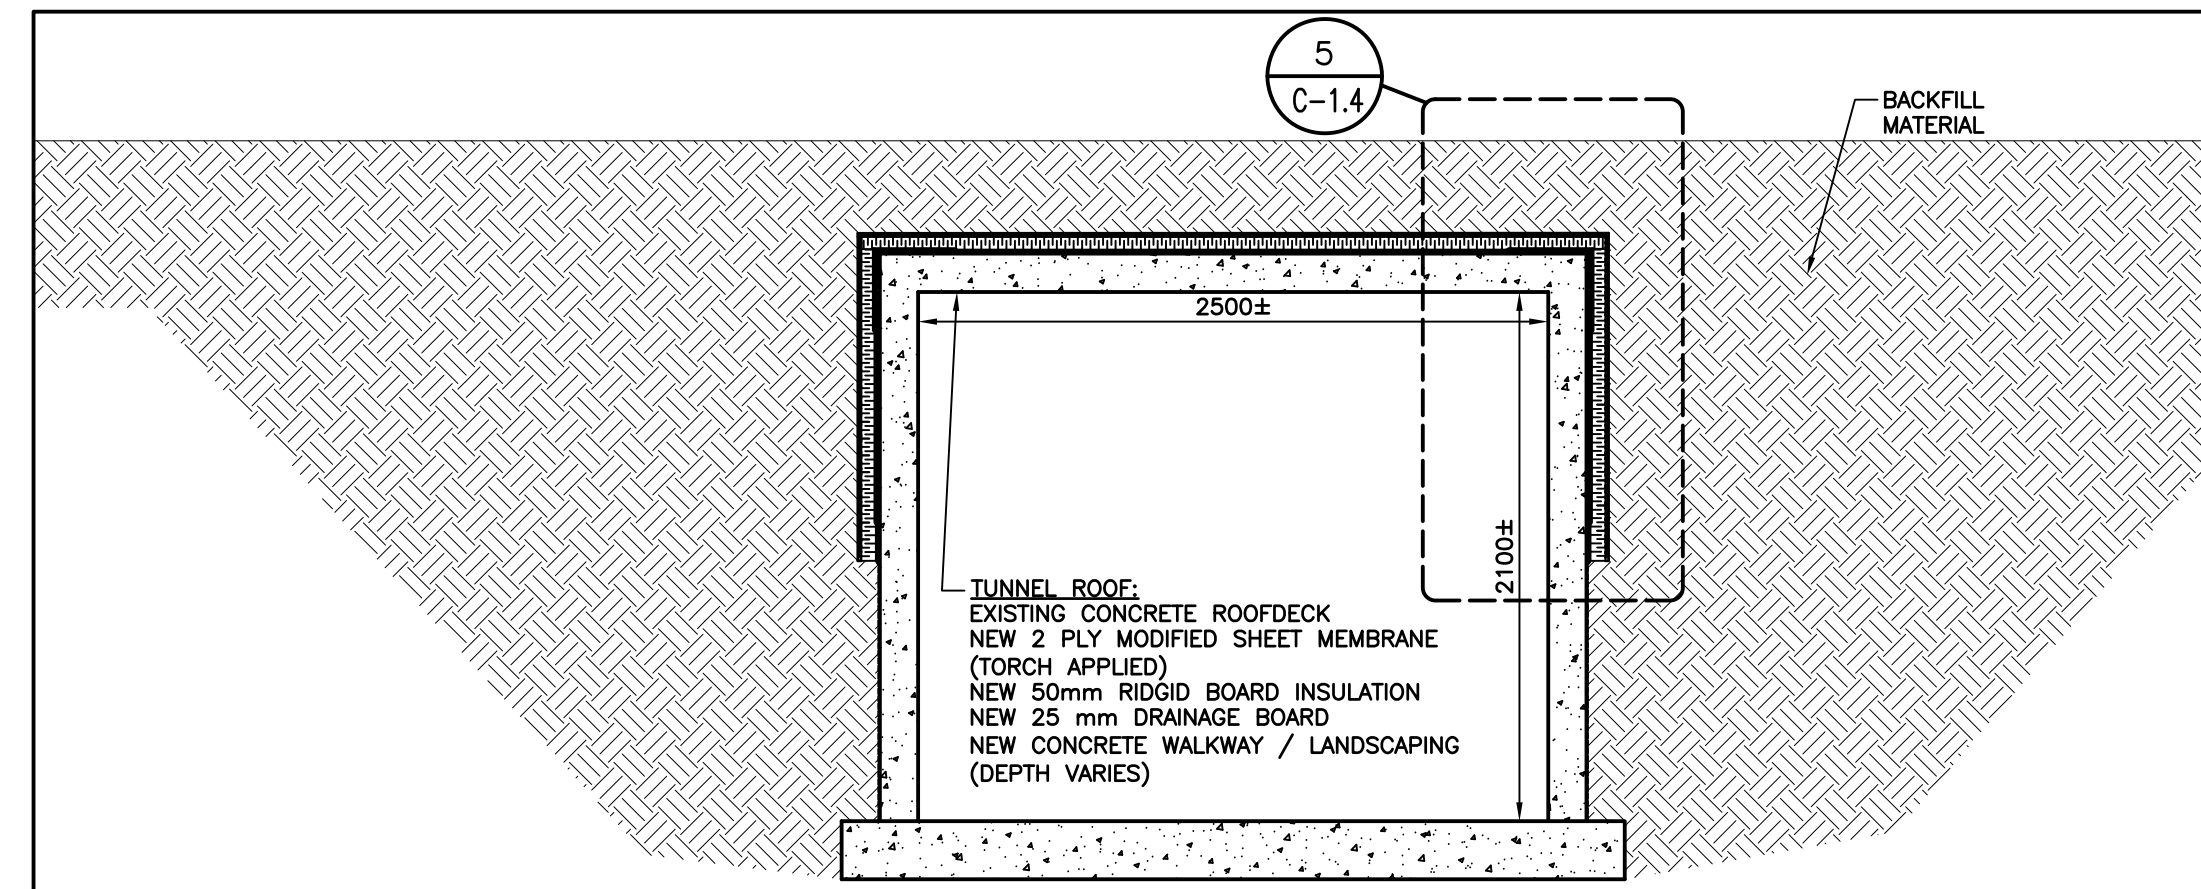 5
C-1.4
BACKFILL
MATERIAL
2500±
2100±
TUNNEL ROOF:
EXISTING CONCRETE ROOFDECK
NEW 2 PLY MODIFIED SHEET MEMBRANE
(TORCH APPLIED)
NEW 50mm RIDGID BOARD INSULATION
NEW 25 mm DRAINAGE BOARD
NEW CONCRETE WALKWAY / LANDSCAPING
(DEPTH VARIES)